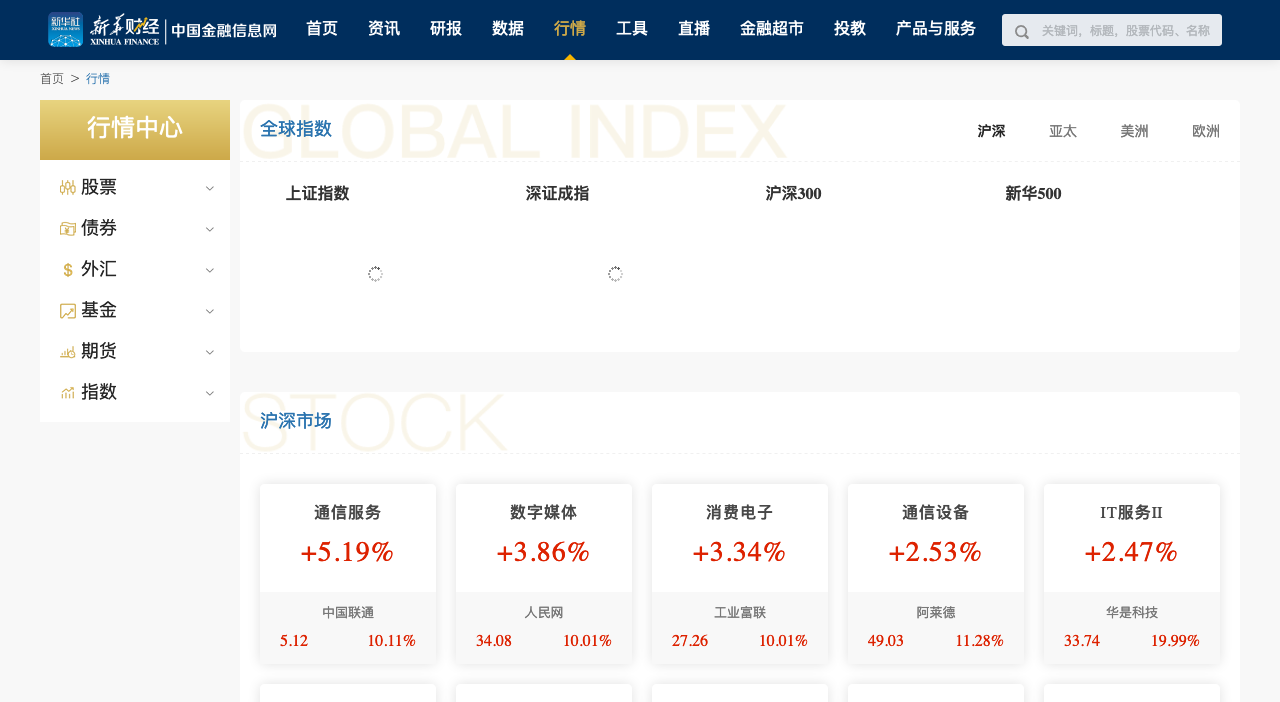 新华社
XINHUA NEWS
新华财经
XINHUA FINANCE
中国金融信息网
首页 资讯 研报 数据 行情 工具 直播 金融超市 投教 产品与服务
关键词，标题，股票代码、名称
首页 > 行情
行情中心
股票
债券
外汇
基金
期货
指数
GLOBAL INDEX
全球指数
沪深 亚太 美洲 欧洲
上证指数 深证成指 沪深300 新华500
STOCK
沪深市场
通信服务 数字媒体 消费电子 通信设备 IT服务II
+5.19% +3.86% +3.34% +2.53% +2.47%
中国联通 人民网 工业富联 阿莱德 华是科技
5.12 10.11% 34.08 10.01% 27.26 10.01% 49.03 11.28% 33.74 19.99%